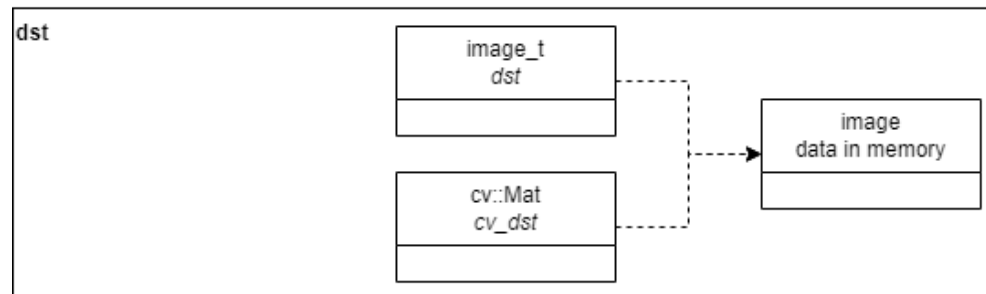 dst
image_t
dst
image
data in memory
cv::Mat
cv_dst